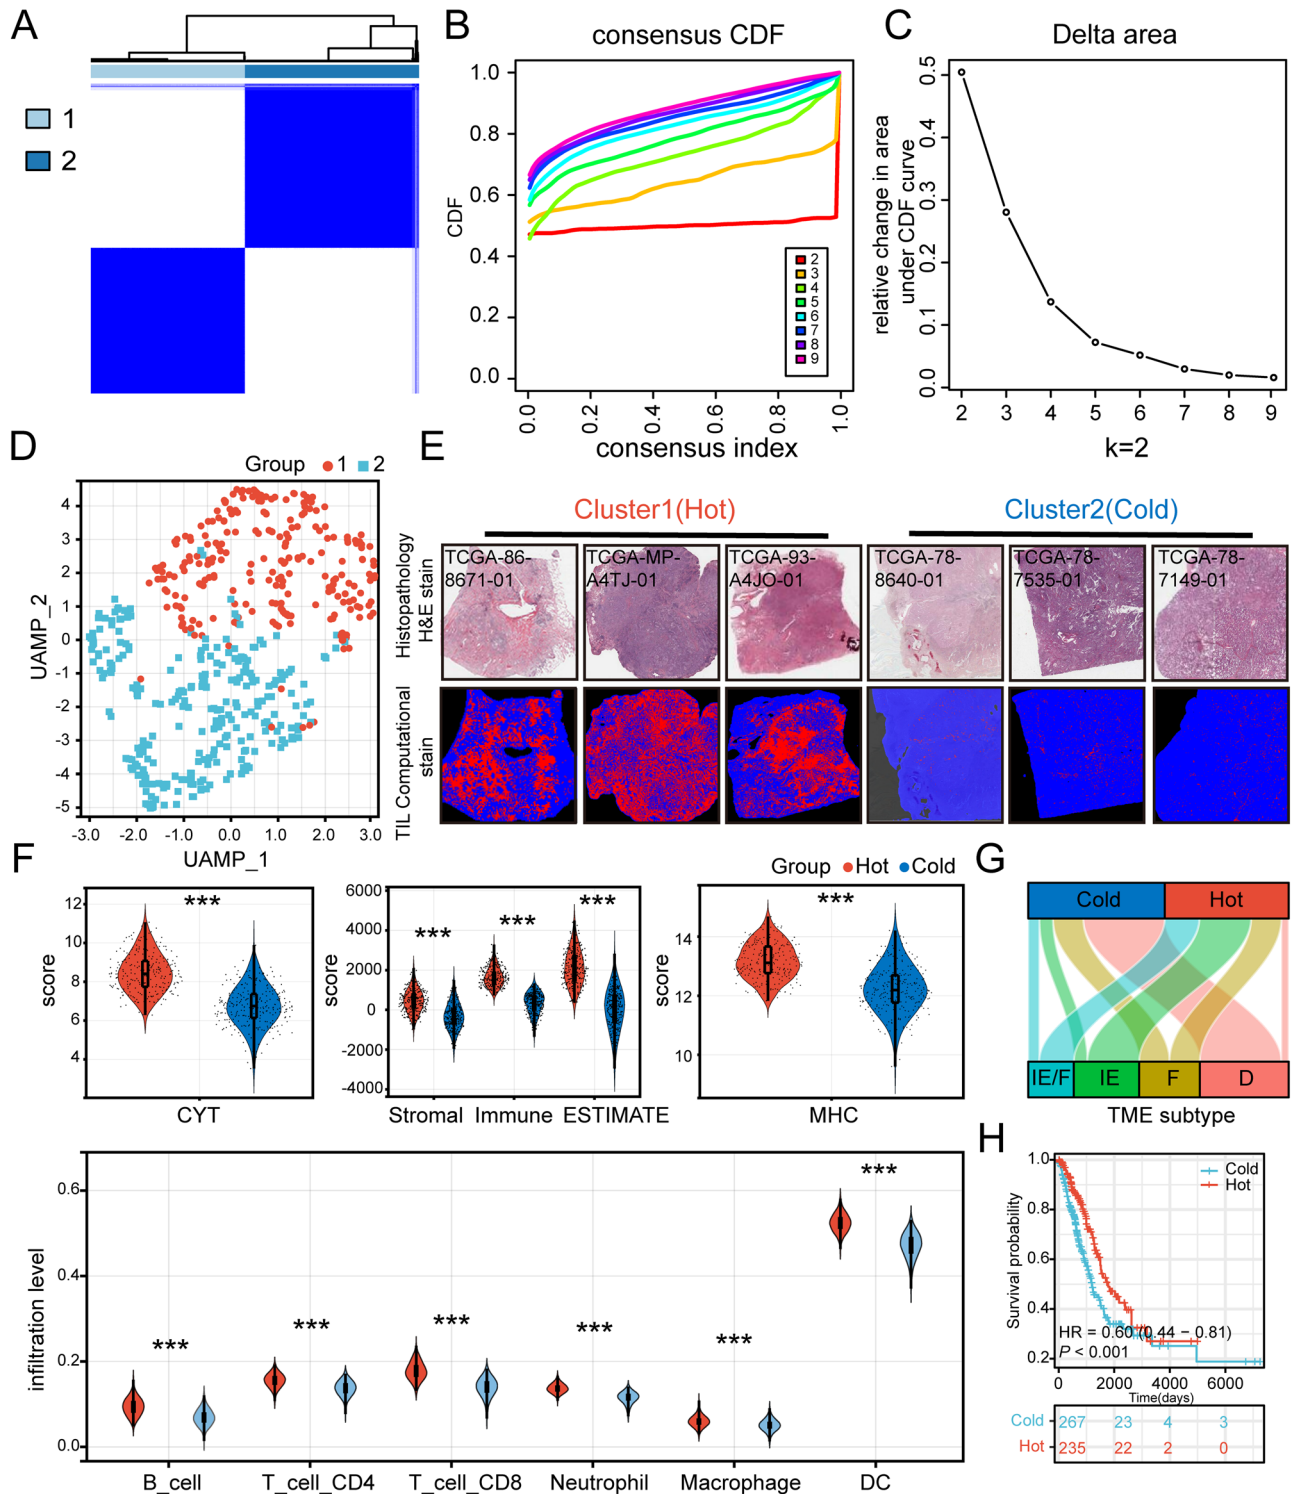 A
1
2
B
consensus CDF
CDF
1.0
0.8
0.6
0.4
0.2
0.0
2
3
4
5
6
7
8
9
0.0
0.2
0.4
0.6
0.8
1.0
consensus index
C
Delta area
relative change in area
under CDF curve
0.5
0.4
0.3
0.2
0.1
0.0
2 3 4 5 6 7 8 9
k=2
D
Group 1 2
UAMP_2
4
3
2
1
0
-1
-2
-3
-4
-5
-3.0 -2.0 -1.0 0.0 1.0 2.0 3.0
UAMP_1
E
Cluster1(Hot)
Cluster2(Cold)
Histopathology
H&E stain
TCGA-86-
8671-01
TCGA-MP-
A4TJ-01
TCGA-93-
A4JO-01
TCGA-78-
8640-01
TCGA-78-
7535-01
TCGA-78-
7149-01
TIL Computational
stain
F
Group Hot Cold
score
12
10
8
6
4
***
CYT
score
6000
4000
2000
0
-2000
-4000
*** *** ***
Stromal Immune ESTIMATE
score
14
12
10
***
MHC
infiltration level
0.6
0.4
0.2
0.0
*** *** *** *** *** ***
B_cell T_cell_CD4 T_cell_CD8 Neutrophil Macrophage DC
G
Cold Hot
IE/F IE F D
TME subtype
H
Survival probability
1.0
0.8
0.6
0.4
0.2
Cold
Hot
HR = 0.60 (0.44 − 0.81)
P < 0.001
0 2000 4000 6000
Time(days)
Cold 267 23 4 3
Hot 235 22 2 0